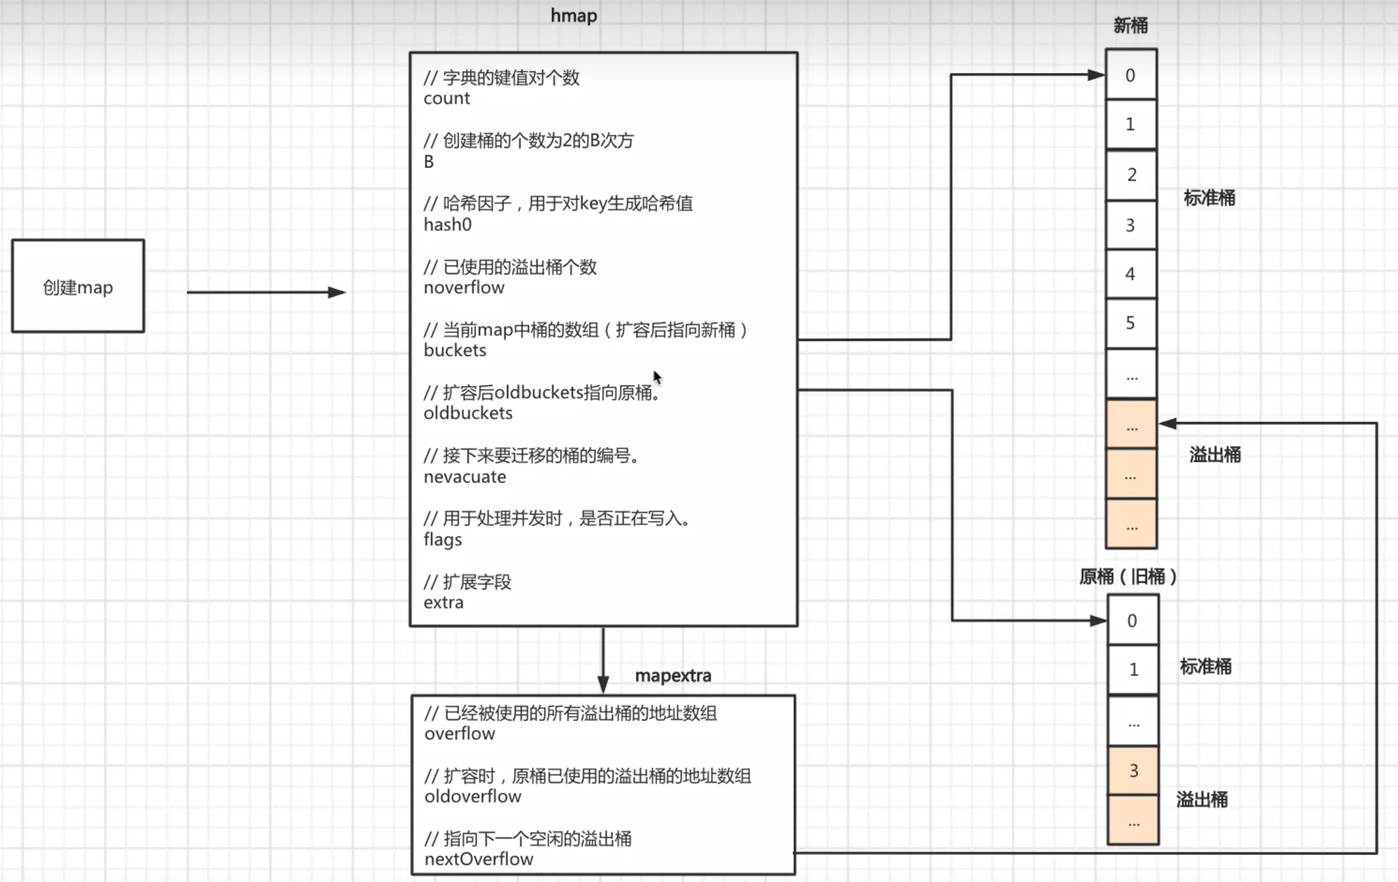 hmap
// 字典的键值对个数
count
// 创建桶的个数为2的B次方
B
// 哈希因子，用于对key生成哈希值
hash0
// 已使用的溢出桶个数
noverflow
// 当前map中桶的数组（扩容后指向新桶）
buckets
// 扩容后oldbuckets指向原桶。
oldbuckets
// 接下来要迁移的桶的编号。
nevacuate
// 用于处理并发时，是否正在写入。
flags
// 扩展字段
extra
创建map
mapextra
// 已经被使用的所有溢出桶的地址数组
overflow
// 扩容时，原桶已使用的溢出桶的地址数组
oldoverflow
// 指向下一个空闲的溢出桶
nextOverflow
新桶
0
1
2
3
4
5
...
...
...
...
标准桶
溢出桶
原桶（旧桶）
0
1
...
3
...
标准桶
溢出桶